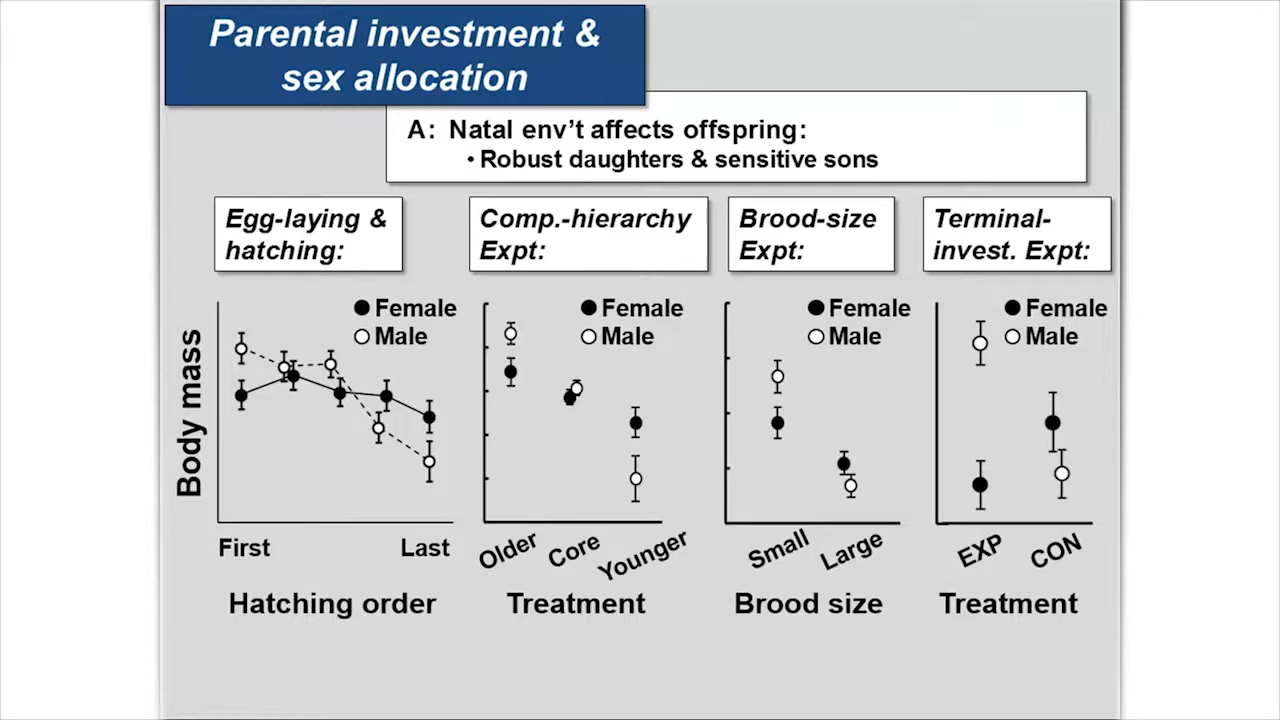 Parental investment &
sex allocation
A: Natal env't affects offspring:
• Robust daughters & sensitive sons
Egg-laying &
hatching:
Comp.-hierarchy
Expt:
Brood-size
Expt:
Terminal-
invest. Expt:
Body mass
Female
Male
First
Last
Hatching order
Female
Male
Older
Core
Younger
Treatment
Female
Male
Small
Large
Brood size
Female
Male
EXP
CON
Treatment